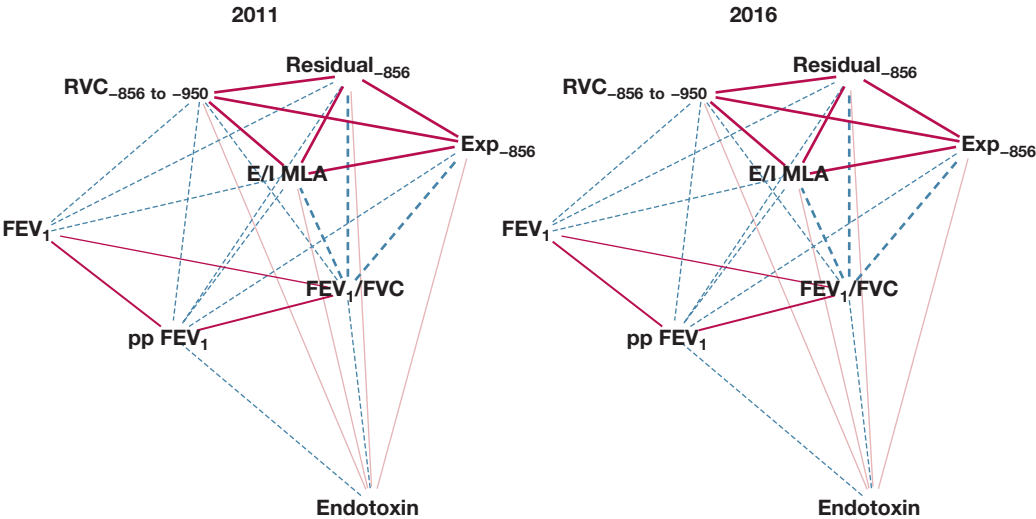 2011
Residual₋₈₅₆
RVC₋₈₅₆ to ₋₉₅₀
Exp₋₈₅₆
E/I MLA
FEV₁
FEV₁/FVC
pp FEV₁
Endotoxin
2016
Residual₋₈₅₆
RVC₋₈₅₆ to ₋₉₅₀
Exp₋₈₅₆
E/I MLA
FEV₁
FEV₁/FVC
pp FEV₁
Endotoxin